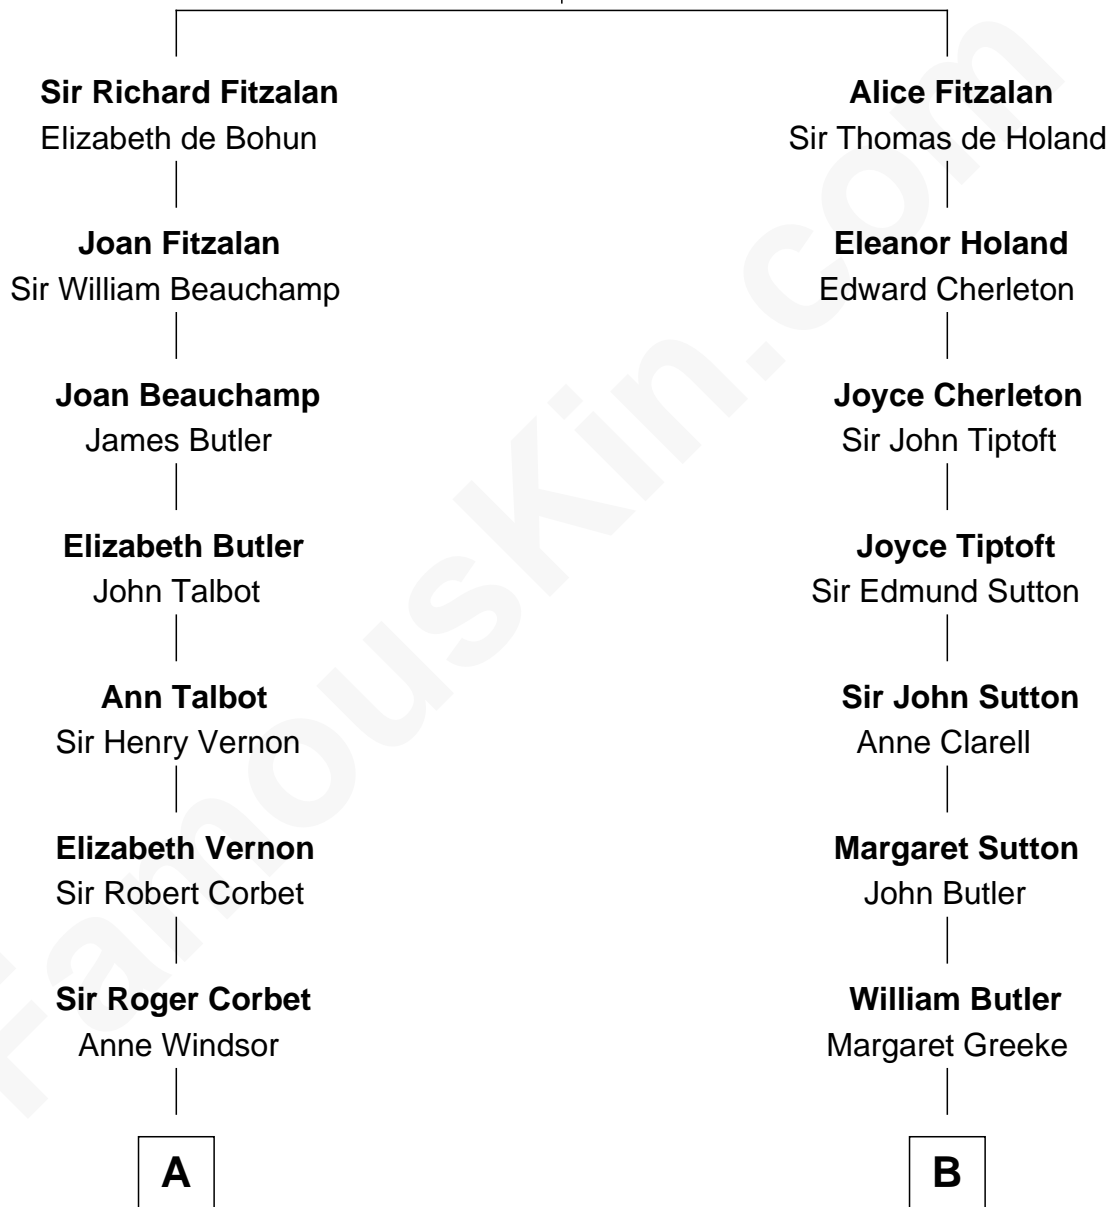 Sir Richard Fitzalan
Elizabeth de Bohun
Alice Fitzalan
Sir Thomas de Holand
Joan Fitzalan
Sir William Beauchamp
Eleanor Holand
Edward Cherleton
Joan Beauchamp
James Butler
Joyce Cherleton
Sir John Tiptoft
Elizabeth Butler
John Talbot
Joyce Tiptoft
Sir Edmund Sutton
Ann Talbot
Sir Henry Vernon
Sir John Sutton
Anne Clarell
Elizabeth Vernon
Sir Robert Corbet
Margaret Sutton
John Butler
Sir Roger Corbet
Anne Windsor
William Butler
Margaret Greeke
A
B
FamousKin.com